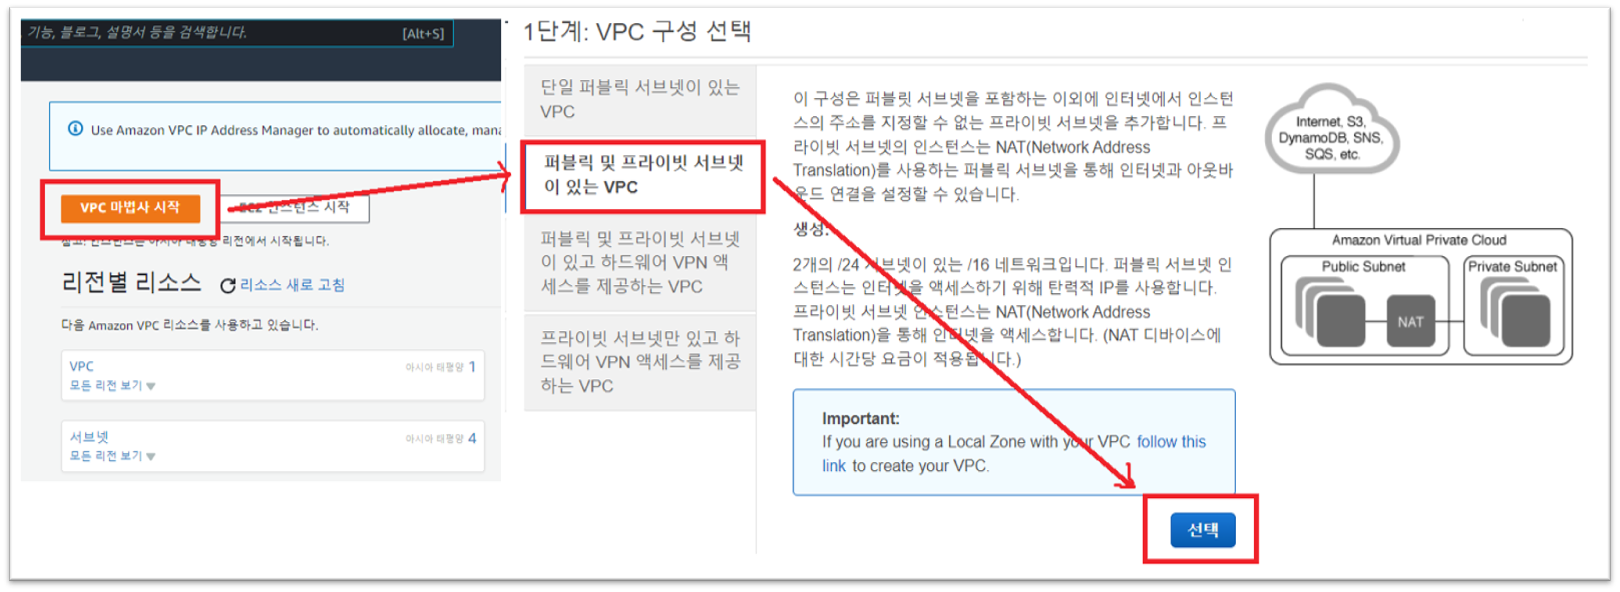 기능, 블로그, 설명서 등을 검색합니다. [Alt+S]
Use Amazon VPC IP Address Manager to automatically allocate, mana
VPC 마법사 시작
EC2 인스턴스 시작
참고: 인스턴스는 아시아 태평양 리전에서 시작됩니다.
리전별 리소스 리소스 새로 고침
다음 Amazon VPC 리소스를 사용하고 있습니다.
VPC 아시아 태평양 1
모든 리전 보기
서브넷 아시아 태평양 4
모든 리전 보기
1단계: VPC 구성 선택
단일 퍼블릭 서브넷이 있는
VPC
퍼블릭 및 프라이빗 서브넷
이 있는 VPC
퍼블릭 및 프라이빗 서브넷
이 있고 하드웨어 VPN 액
세스를 제공하는 VPC
프라이빗 서브넷만 있고 하
드웨어 VPN 액세스를 제공
하는 VPC
이 구성은 퍼블릿 서브넷을 포함하는 이외에 인터넷에서 인스턴
스의 주소를 지정할 수 없는 프라이빗 서브넷을 추가합니다. 프
라이빗 서브넷의 인스턴스는 NAT(Network Address
Translation)를 사용하는 퍼블릭 서브넷을 통해 인터넷과 아웃바
운드 연결을 설정할 수 있습니다.
생성:
2개의 /24 서브넷이 있는 /16 네트워크입니다. 퍼블릭 서브넷 인
스턴스는 인터넷을 액세스하기 위해 탄력적 IP를 사용합니다.
프라이빗 서브넷 인스턴스는 NAT(Network Address
Translation)을 통해 인터넷을 액세스합니다. (NAT 디바이스에
대한 시간당 요금이 적용됩니다.)
Important:
If you are using a Local Zone with your VPC follow this
link to create your VPC.
선택
Internet, S3,
DynamoDB, SNS,
SQS, etc.
Amazon Virtual Private Cloud
Public Subnet Private Subnet
NAT